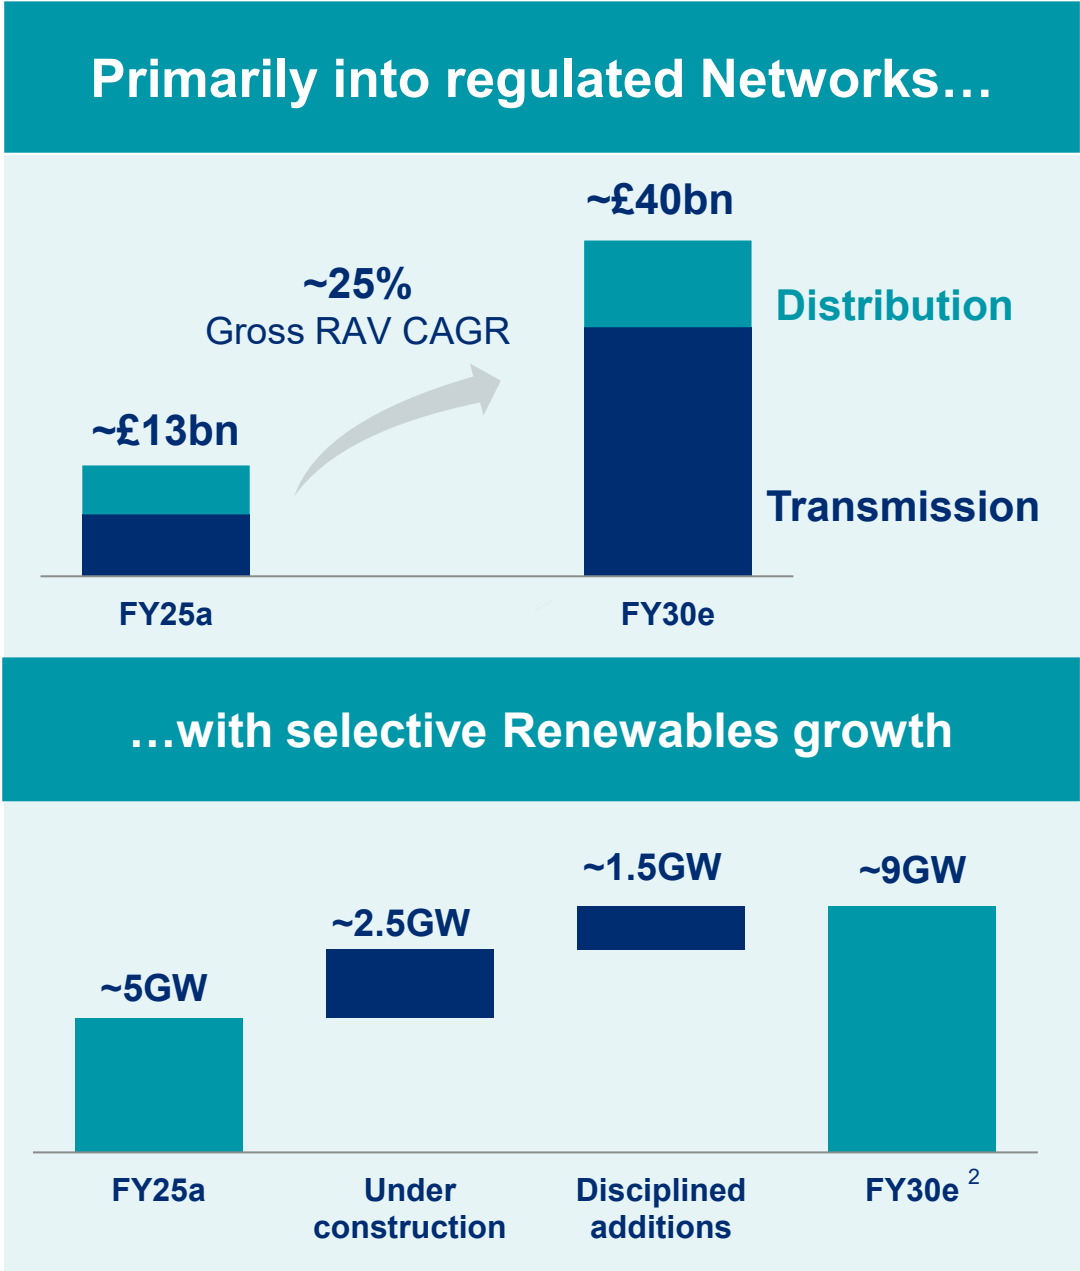 Primarily into regulated Networks…
~£40bn
~25%
Gross RAV CAGR
Distribution
~£13bn
Transmission
FY25a
FY30e
…with selective Renewables growth
~1.5GW
~9GW
~2.5GW
~5GW
FY25a
Under
construction
Disciplined
additions
FY30e 2